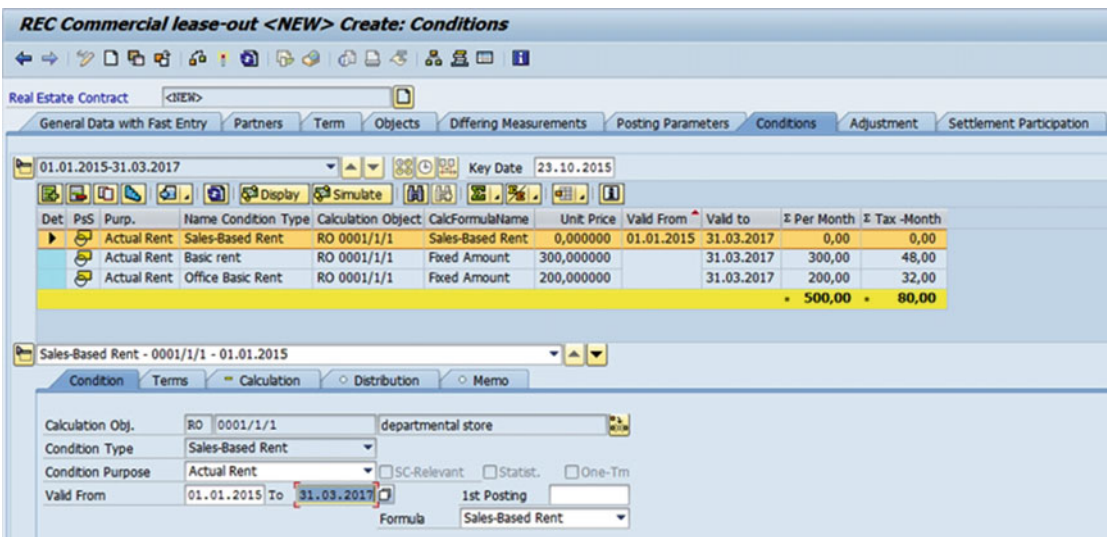 REC Commercial lease-out <NEW> Create: Conditions
Real Estate Contract <NEW>
General Data with Fast Entry Partners Term Objects Differing Measurements Posting Parameters Conditions Adjustment Settlement Participation
01.01.2015-31.03.2017 Key Date 23.10.2015
Display Simulate
Det PsS Purp. Name Condition Type Calculation Object CalcFormulaName Unit Price Valid From Valid to Σ Per Month Σ Tax -Month
Actual Rent Sales-Based Rent RO 0001/1/1 Sales-Based Rent 0,000000 01.01.2015 31.03.2017 0,00 0,00
Actual Rent Basic rent RO 0001/1/1 Fixed Amount 300,000000 31.03.2017 300,00 48,00
Actual Rent Office Basic Rent RO 0001/1/1 Fixed Amount 200,000000 31.03.2017 200,00 32,00
500,00 80,00
Sales-Based Rent - 0001/1/1 - 01.01.2015
Condition Terms Calculation Distribution Memo
Calculation Obj. RO 0001/1/1 departmental store
Condition Type Sales-Based Rent
Condition Purpose Actual Rent SC-Relevant Statist. One-Tm
Valid From 01.01.2015 To 31.03.2017 1st Posting
Formula Sales-Based Rent